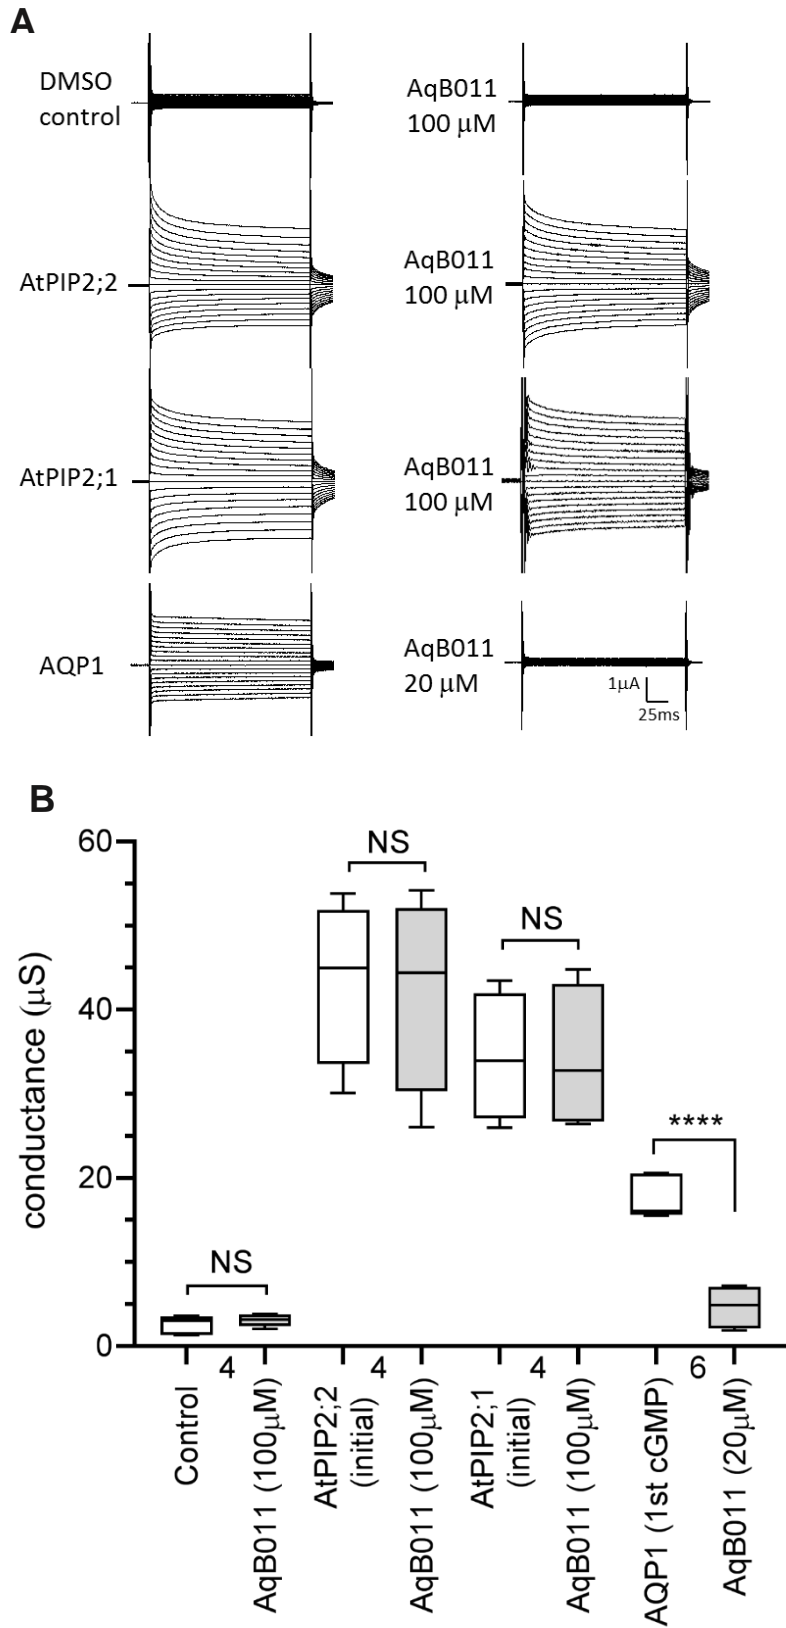 A
DMSO
control
AqB011
100 μM
AtPIP2;2
AqB011
100 μM
AtPIP2;1
AqB011
100 μM
AQP1
AqB011
20 μM
1μA
25ms
B
conductance (μS)
60
40
20
0
NS
NS
NS
****
4
4
4
6
Control
AqB011 (100μM)
AtPIP2;2
(initial)
AqB011 (100μM)
AtPIP2;1
(initial)
AqB011 (100μM)
AQP1 (1st cGMP)
AqB011 (20μM)